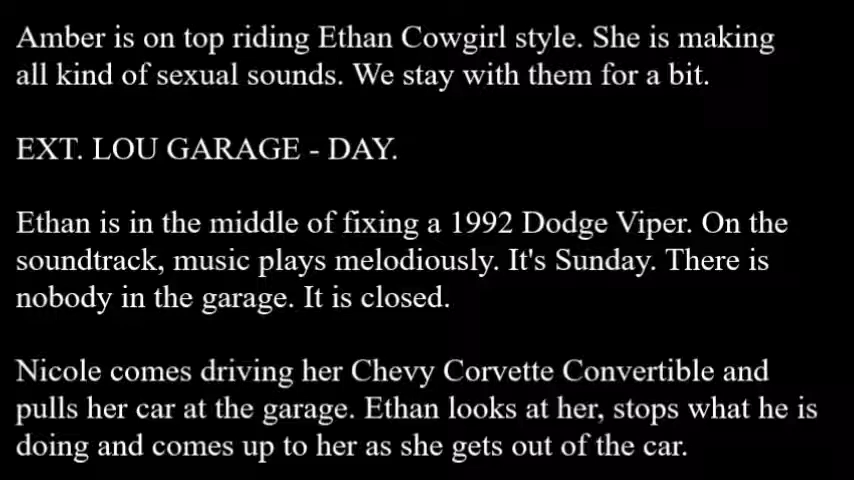 Amber is on top riding Ethan Cowgirl style. She is making
all kind of sexual sounds. We stay with them for a bit.
EXT. LOU GARAGE - DAY.
Ethan is in the middle of fixing a 1992 Dodge Viper. On the
soundtrack, music plays melodiously. It's Sunday. There is
nobody in the garage. It is closed.
Nicole comes driving her Chevy Corvette Convertible and
pulls her car at the garage. Ethan looks at her, stops what he is
doing and comes up to her as she gets out of the car.